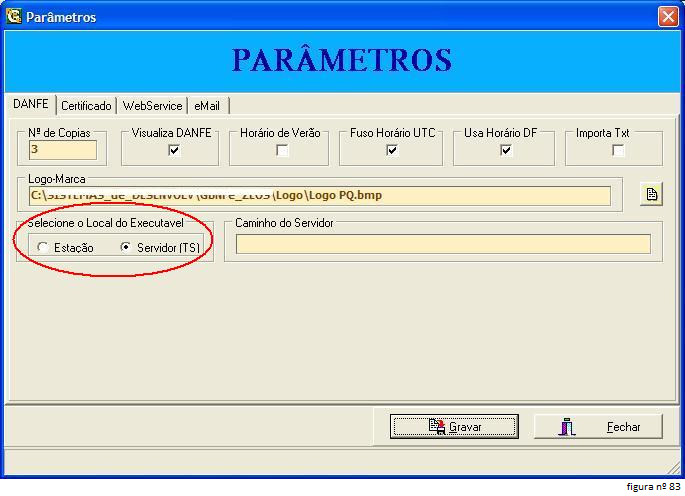 Parâmetros
PARÂMETROS
DANFE Certificado WebService eMail
Nº de Copias Visualiza DANFE Horário de Verão Fuso Horário UTC Usa Horário DF Importa Txt
3
Logo-Marca
C:\SISTEMAS_de_DESENVOLV\GbNFe_ZEOS\Logo\Logo PQ.bmp
Selecione o Local do Executavel Caminho do Servidor
Estação Servidor (TS)
Gravar Fechar
figura nº 83